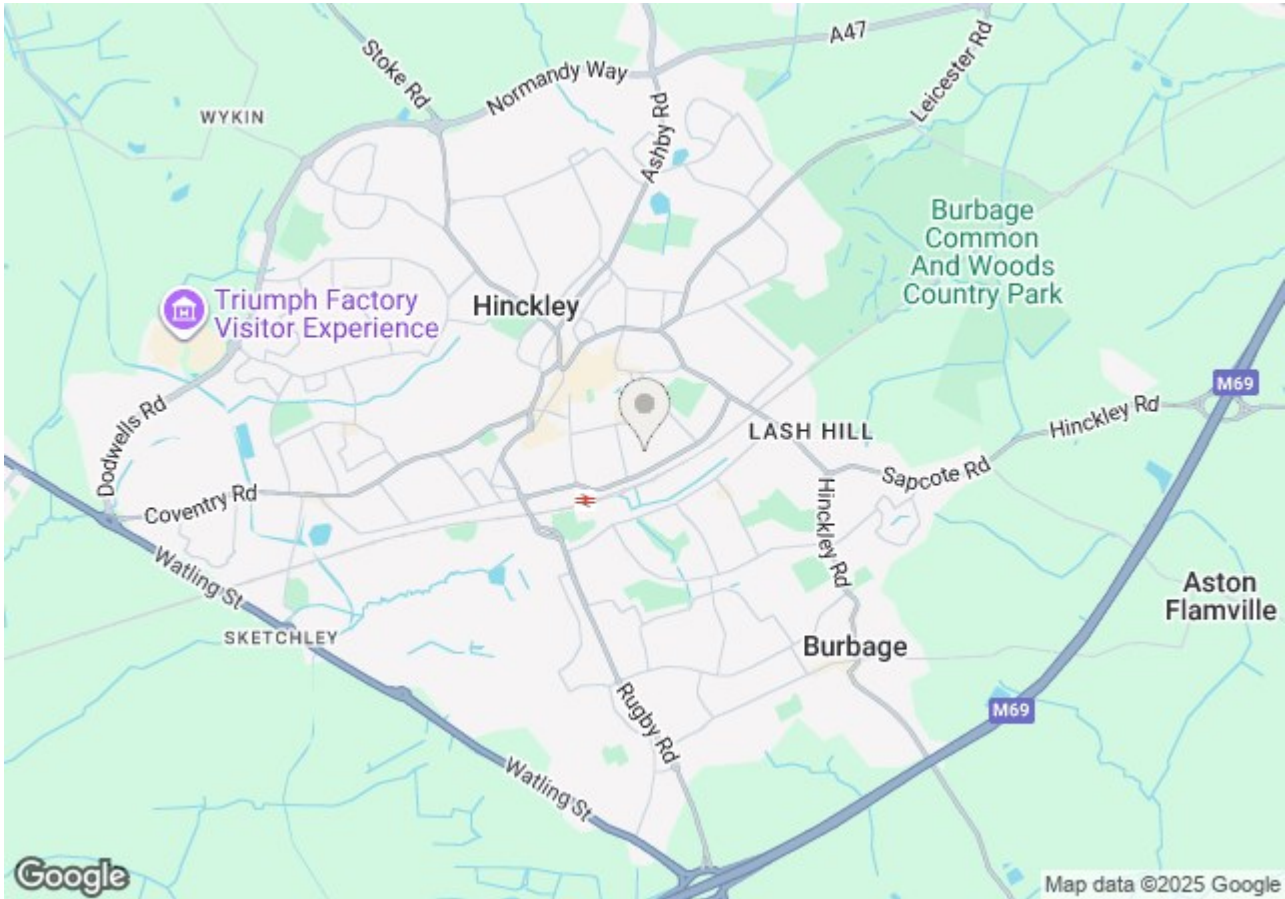 A47
Leicester Rd
Stoke Rd
Normandy Way
WYKIN
Ashby Rd
Burbage
Common
And Woods
Country Park
Triumph Factory
Visitor Experience
Hinckley
M69
Hinckley Rd
Dodwells Rd
LASH HILL
Sapcote Rd
Coventry Rd
Hinckley Rd
Watling St
Aston
Flamville
SKETCHLEY
Burbage
Rugby Rd
M69
Watling St
Google
Map data ©2025 Google